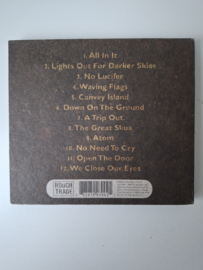 1. All In It
2. Lights Out For Darker Skies
3. No Lucifer
4. Waving Flags
5. Canvey Island
6. Down On The Ground
7. A Trip Out
8. The Great Skua
9. Atom
10. No Need To Cry
11. Open The Door
12. We Close Our Eyes
ROUGH
TRADE